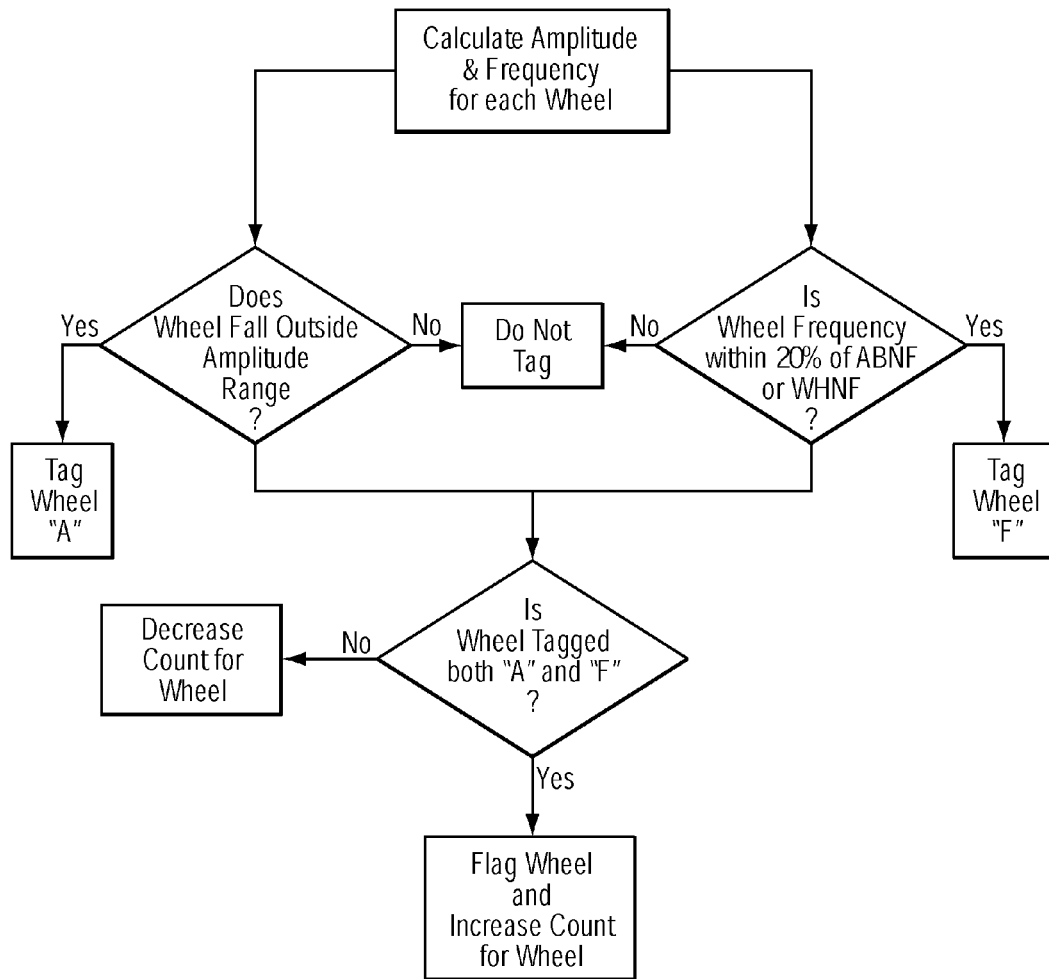 Calculate Amplitude
& Frequency
for each Wheel
Does
Wheel Fall Outside
Amplitude
Range
?
Yes
No
Do Not
Tag
No
Is
Wheel Frequency
within 20% of ABNF
or WHNF
?
Yes
Tag
Wheel
"A"
Tag
Wheel
"F"
Is
Wheel Tagged
both "A" and "F"
?
No
Decrease
Count for
Wheel
Yes
Flag Wheel
and
Increase Count
for Wheel